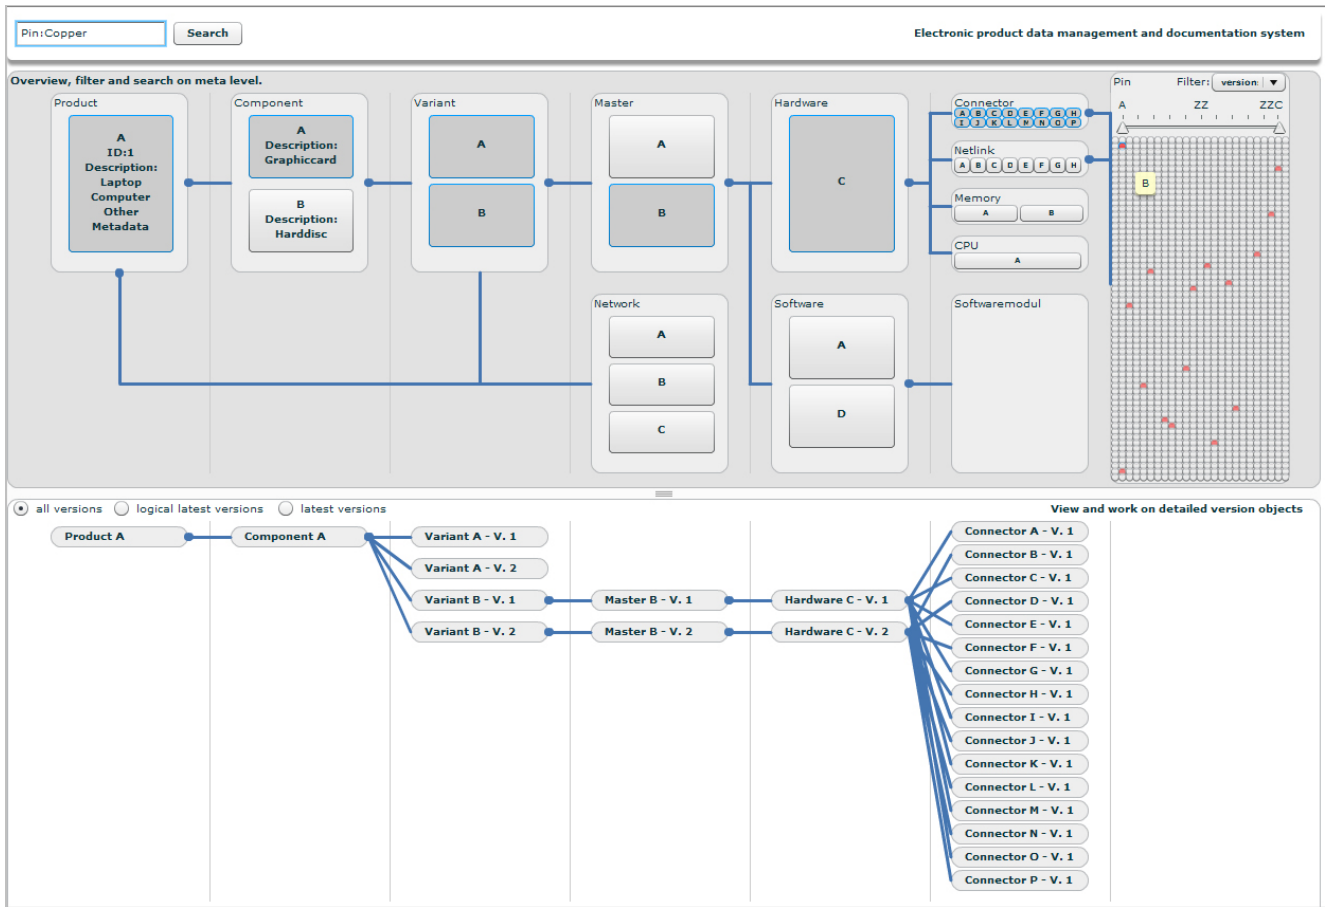 Pin:Copper
Search
Electronic product data management and documentation system
Overview, filter and search on meta level.
Product
A
ID:1
Description:
Laptop
Computer
Other
Metadata
Component
A
Description:
Graphiccard
B
Description:
Harddisc
Variant
A
B
Master
A
B
Network
A
B
C
Hardware
C
Software
A
D
Connector
A B C D E F G H
I J K L M N O P
Netlink
A B C D E F G H
Memory
A B
CPU
A
Softwaremodul
Pin Filter: version
A ZZ ZZC
B
all versions logical latest versions latest versions
View and work on detailed version objects
Product A
Component A
Variant A - V. 1
Variant A - V. 2
Variant B - V. 1
Variant B - V. 2
Master B - V. 1
Master B - V. 2
Hardware C - V. 1
Hardware C - V. 2
Connector A - V. 1
Connector B - V. 1
Connector C - V. 1
Connector D - V. 1
Connector E - V. 1
Connector F - V. 1
Connector G - V. 1
Connector H - V. 1
Connector I - V. 1
Connector J - V. 1
Connector K - V. 1
Connector L - V. 1
Connector M - V. 1
Connector N - V. 1
Connector O - V. 1
Connector P - V. 1